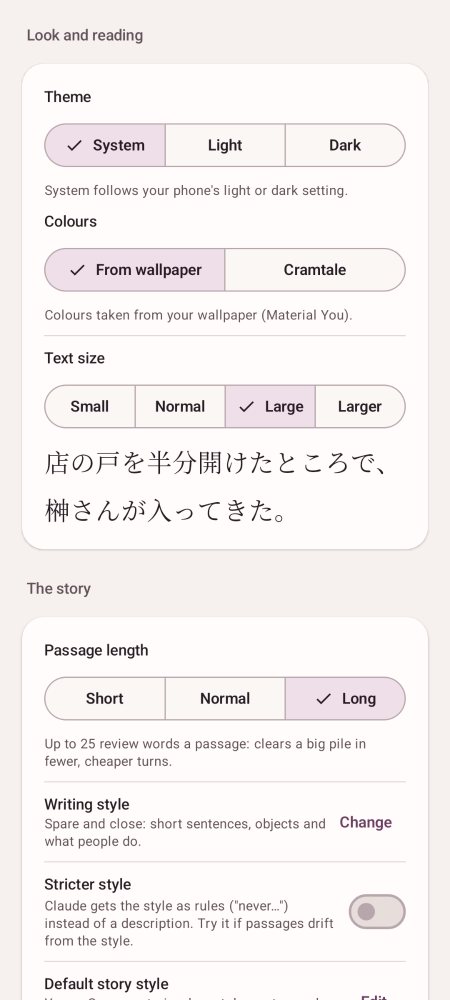 Look and reading
Theme
System
Light
Dark
System follows your phone's light or dark setting.
Colours
From wallpaper
Cramtale
Colours taken from your wallpaper (Material You).
Text size
Small
Normal
Large
Larger
店の戸を半分開けたところで、
榊さんが入ってきた。
The story
Passage length
Short
Normal
Long
Up to 25 review words a passage: clears a big pile in
fewer, cheaper turns.
Writing style
Spare and close: short sentences, objects and
what people do.
Change
Stricter style
Claude gets the style as rules ("never…")
instead of a description. Try it if passages drift
from the style.
Default story style
Edit